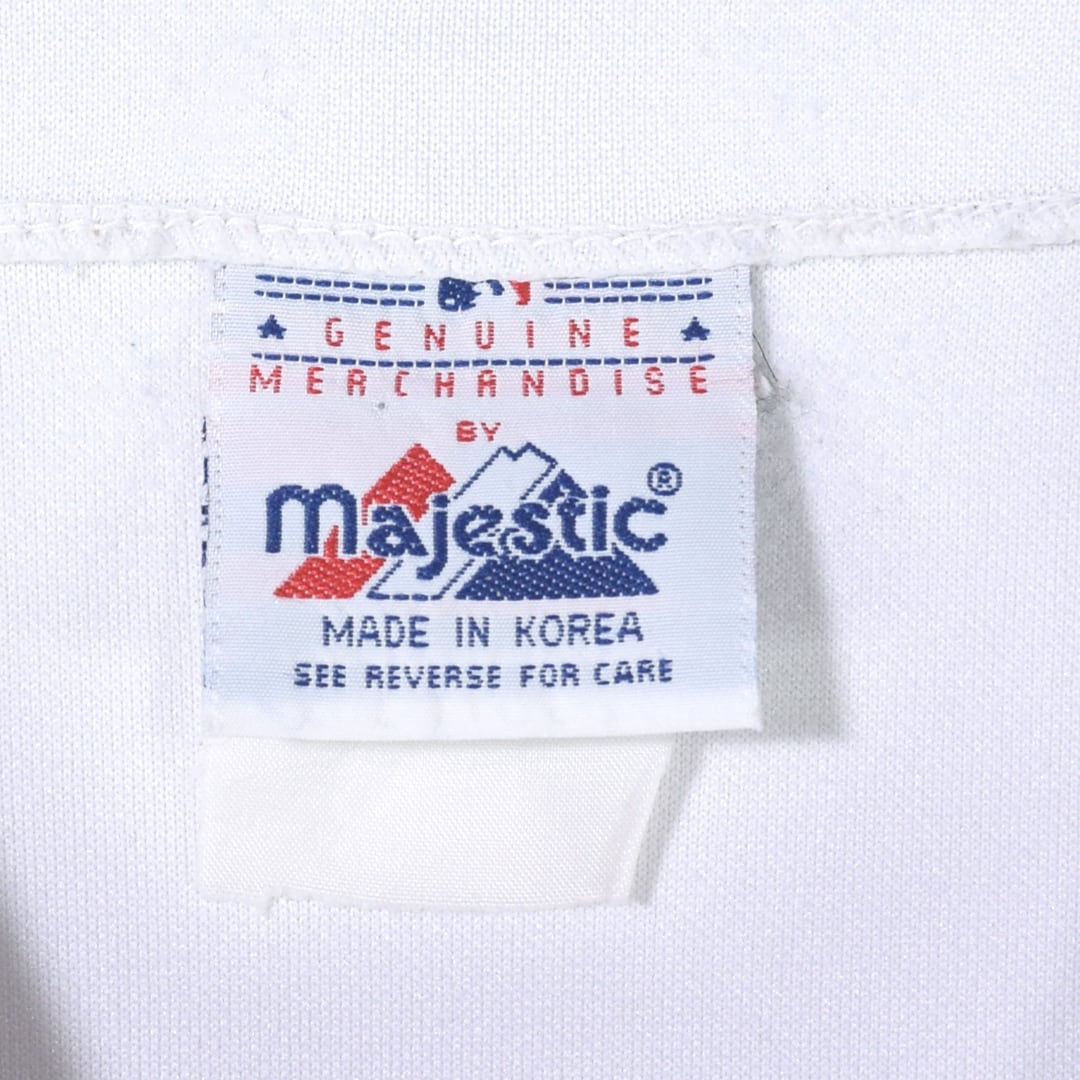 GENUINE
MERCHANDISE
BY
Majestic®
MADE IN KOREA
SEE REVERSE FOR CARE